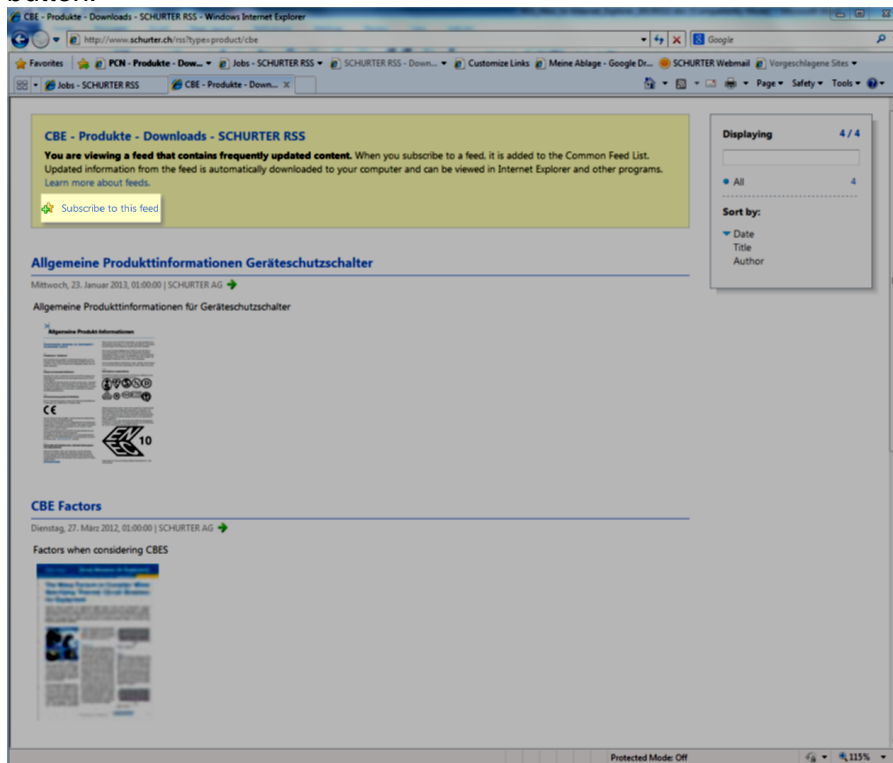 button.
CBE - Produkte - Downloads - SCHURTER RSS - Windows Internet Explorer
http://www.schurter.ch/rss?type=product/cbe
Google
Favorites
PCN - Produkte - Dow...
Jobs - SCHURTER RSS
SCHURTER RSS - Down...
Customize Links
Meine Ablage - Google Dr...
SCHURTER Webmail
Vorgeschlagene Sites
Jobs - SCHURTER RSS
CBE - Produkte - Down...
Page
Safety
Tools
CBE - Produkte - Downloads - SCHURTER RSS
You are viewing a feed that contains frequently updated content. When you subscribe to a feed, it is added to the Common Feed List.
Updated information from the feed is automatically downloaded to your computer and can be viewed in Internet Explorer and other programs.
Learn more about feeds.
Subscribe to this feed
Displaying 4 / 4
All 4
Sort by:
Date
Title
Author
Allgemeine Produkttinformationen Geräteschutzschalter
Mittwoch, 23. Januar 2013, 01:00:00 | SCHURTER AG
Allgemeine Produkttinformationen für Geräteschutzschalter
Allgemeine Produkt-Informationen
CE
10
CBE Factors
Dienstag, 27. März 2012, 01:00:00 | SCHURTER AG
Factors when considering CBES
Protected Mode: Off
115%